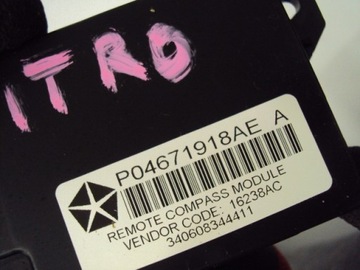 ITRO
P04671918AE A
REMOTE COMPASS MODULE
VENDOR CODE: 16238AC
340608344411